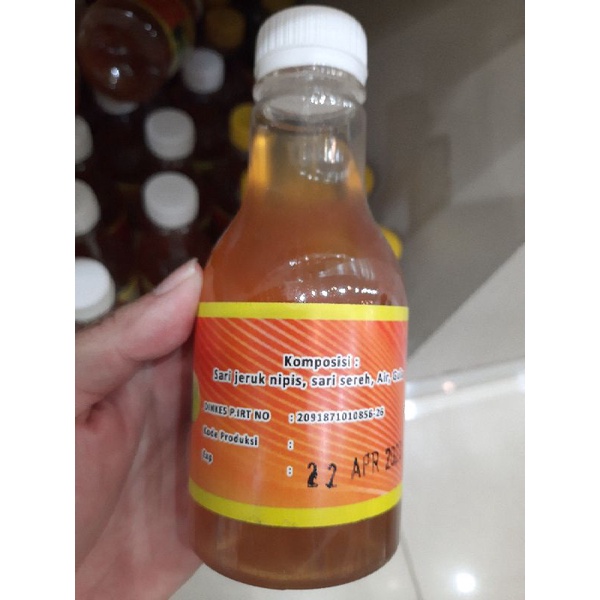 Komposisi :
Sari jeruk nipis, sari sereh, Air,
DINKES P.IRT NO : 2091871010856-26
Kode Produksi :
Exp : 22 APR